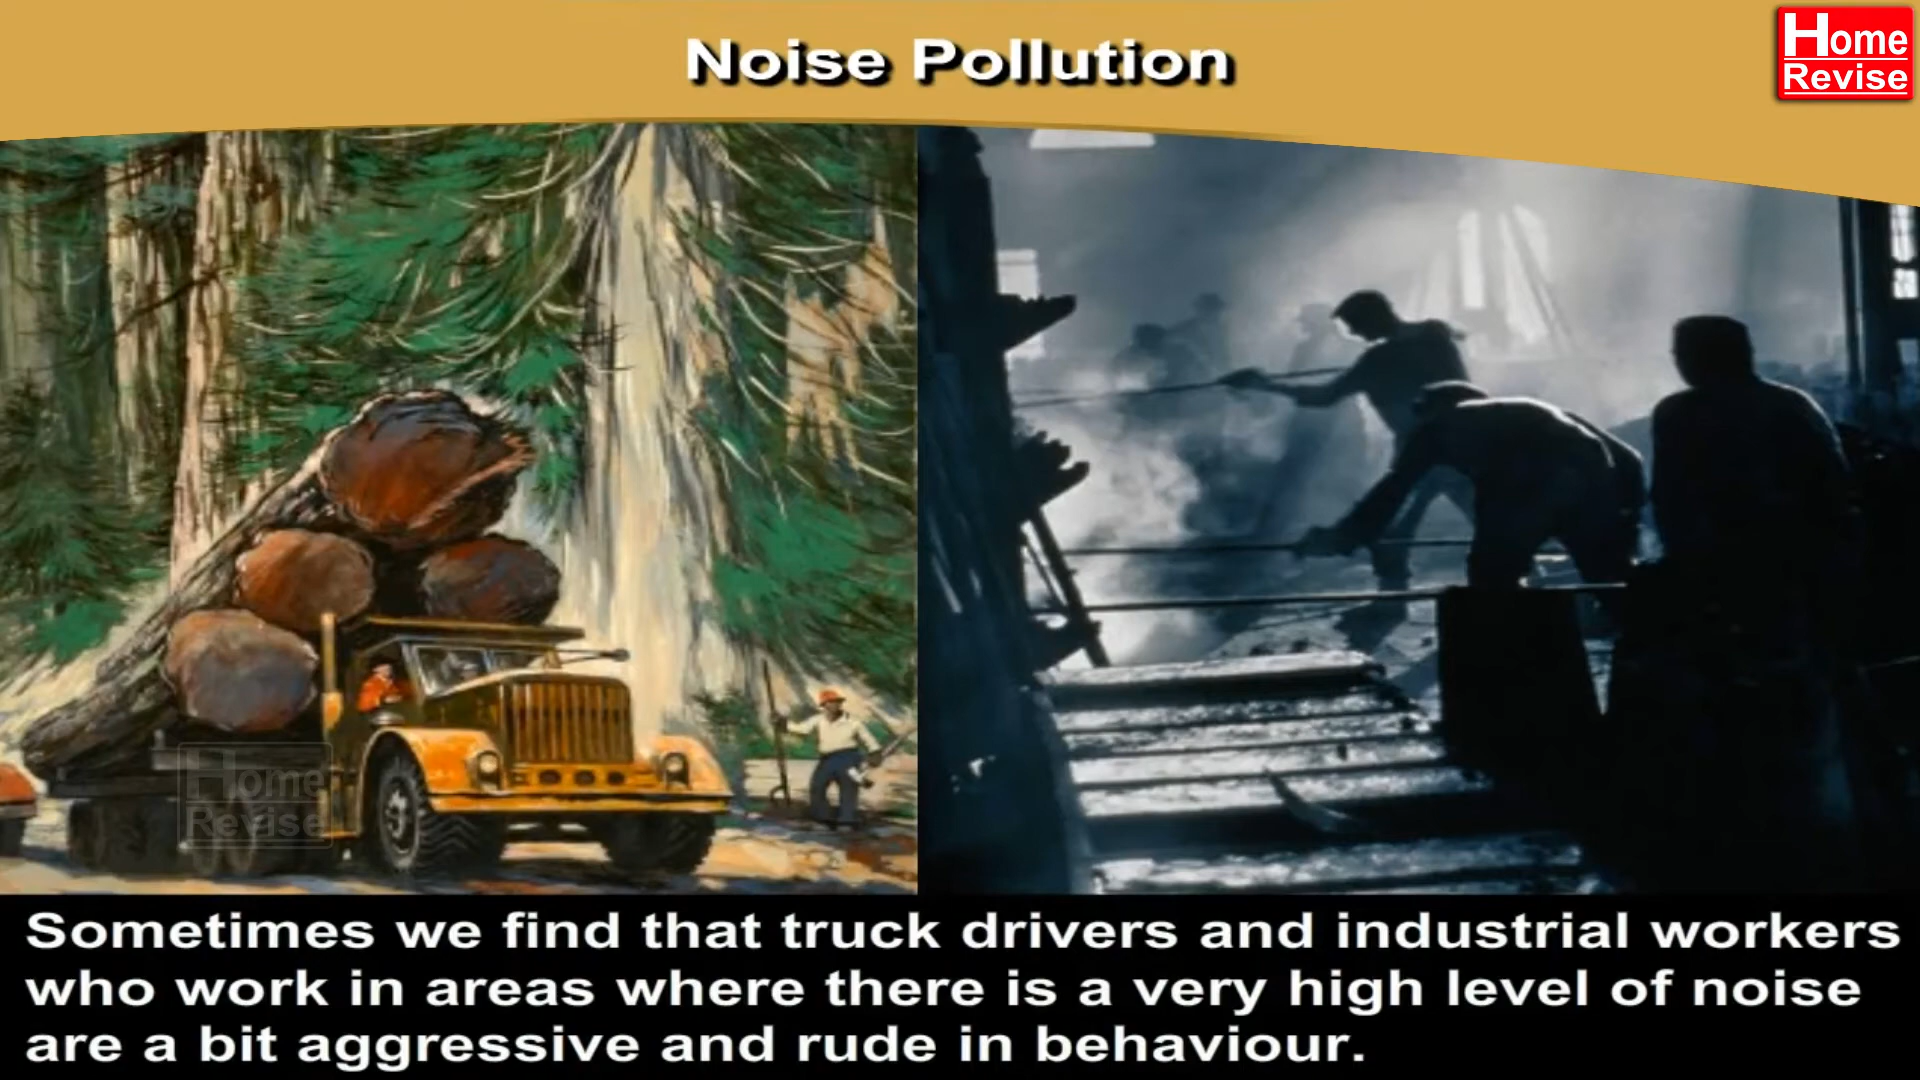 Noise Pollution
Home
Revise
Home
Revise
Sometimes we find that truck drivers and industrial workers
who work in areas where there is a very high level of noise
are a bit aggressive and rude in behaviour.